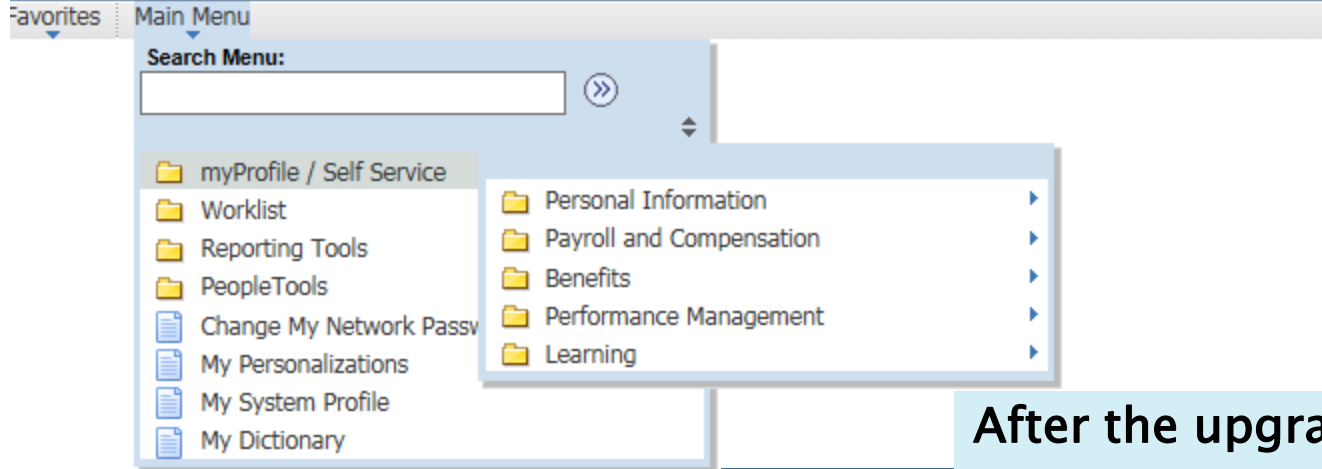 Favorites Main Menu
Search Menu:
myProfile / Self Service
Worklist
Reporting Tools
PeopleTools
Change My Network Passw
My Personalizations
My System Profile
My Dictionary
Personal Information
Payroll and Compensation
Benefits
Performance Management
Learning
After the upgra